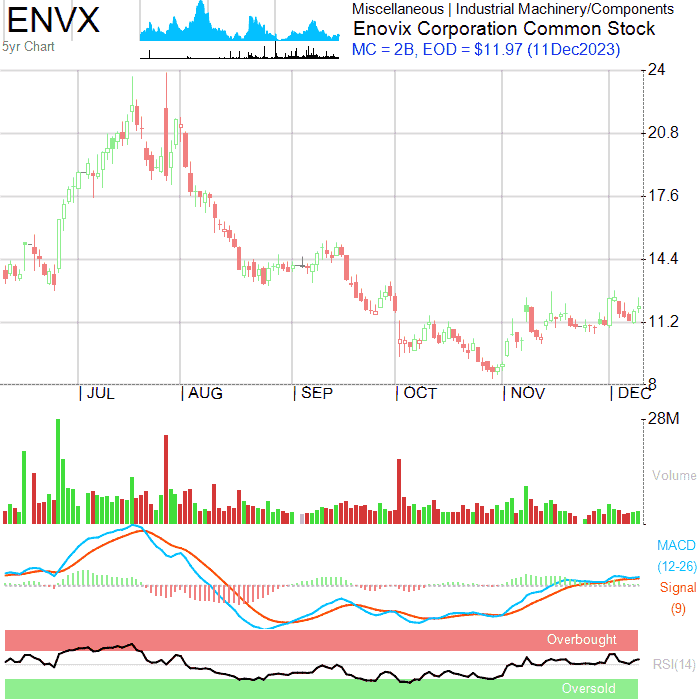 ENVX
5yr Chart
Miscellaneous | Industrial Machinery/Components
Enovix Corporation Common Stock
MC = 2B, EOD = $11.97 (11Dec2023)
24
20.8
17.6
14.4
11.2
8
JUL
AUG
SEP
OCT
NOV
DEC
28M
Volume
MACD
(12-26)
Signal
(9)
Overbought
RSI(14)
Oversold